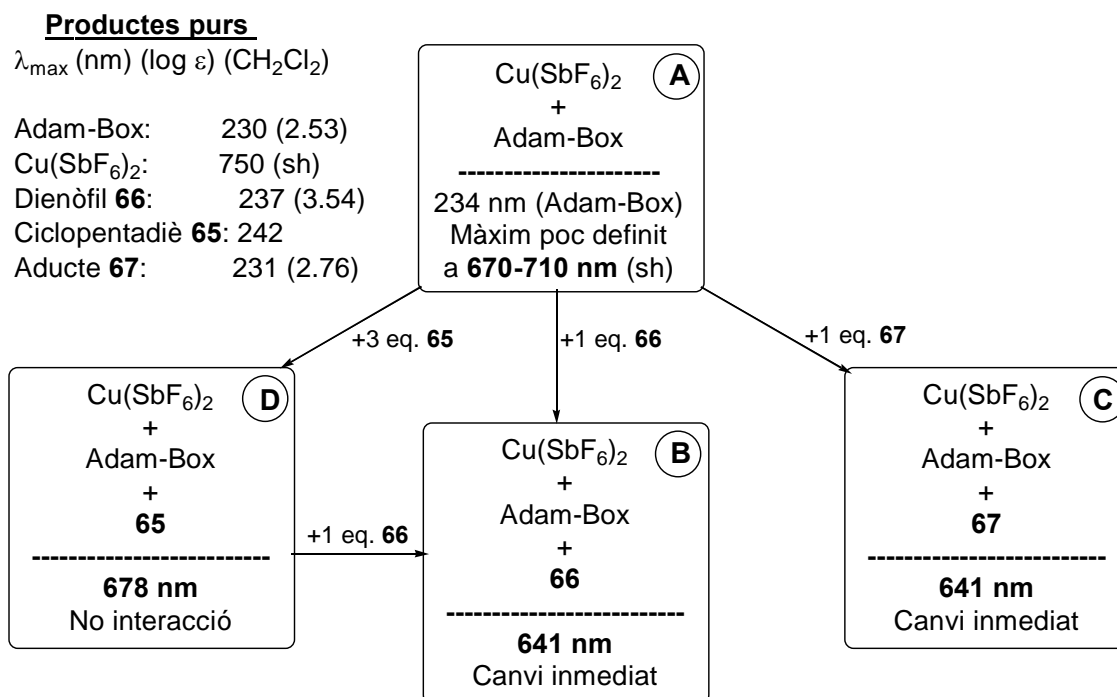 Productes purs
λmax (nm) (log ε) (CH2Cl2)
Adam-Box: 230 (2.53)
Cu(SbF6)2: 750 (sh)
Dienòfil 66: 237 (3.54)
Ciclopentadiè 65: 242
Aducte 67: 231 (2.76)
A
Cu(SbF6)2
+
Adam-Box
----------------------
234 nm (Adam-Box)
Màxim poc definit
a 670-710 nm (sh)
+3 eq. 65
+1 eq. 66
+1 eq. 67
D
Cu(SbF6)2
+
Adam-Box
+
65
--------------------------
678 nm
No interacció
+1 eq. 66
B
Cu(SbF6)2
+
Adam-Box
+
66
--------------------------
641 nm
Canvi inmediat
C
Cu(SbF6)2
+
Adam-Box
+
67
--------------------------
641 nm
Canvi inmediat